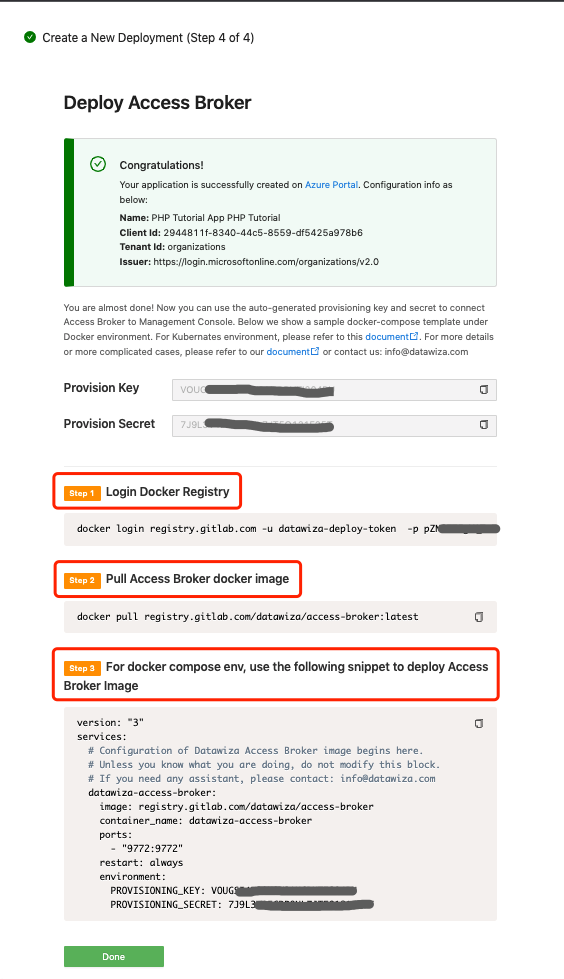 Create a New Deployment (Step 4 of 4)
Deploy Access Broker
Congratulations!
Your application is successfully created on Azure Portal. Configuration info as
below:
Name: PHP Tutorial App PHP Tutorial
Client Id: 2944811f-8340-44c5-8559-df5425a978b6
Tenant Id: organizations
Issuer: https://login.microsoftonline.com/organizations/v2.0
You are almost done! Now you can use the auto-generated provisioning key and secret to connect
Access Broker to Management Console. Below we show a sample docker-compose template under
Docker environment. For Kubernetes environment, please refer to this document. For more details
or more complicated cases, please refer to our document or contact us: info@datawiza.com
Provision Key
VOUG
Provision Secret
7J9L
Step 1 Login Docker Registry
docker login registry.gitlab.com -u datawiza-deploy-token -p
Step 2 Pull Access Broker docker image
docker pull registry.gitlab.com/datawiza/access-broker:latest
Step 3 For docker compose env, use the following snippet to deploy Access
Broker Image
version: "3"
services:
# Configuration of Datawiza Access Broker image begins here.
# Unless you know what you are doing, do not modify this block.
# If you need any assistant, please contact: info@datawiza.com
datawiza-access-broker:
image: registry.gitlab.com/datawiza/access-broker
container_name: datawiza-access-broker
ports:
- "9772:9772"
restart: always
environment:
PROVISIONING_KEY: VOUG
PROVISIONING_SECRET: 7J9L
Done